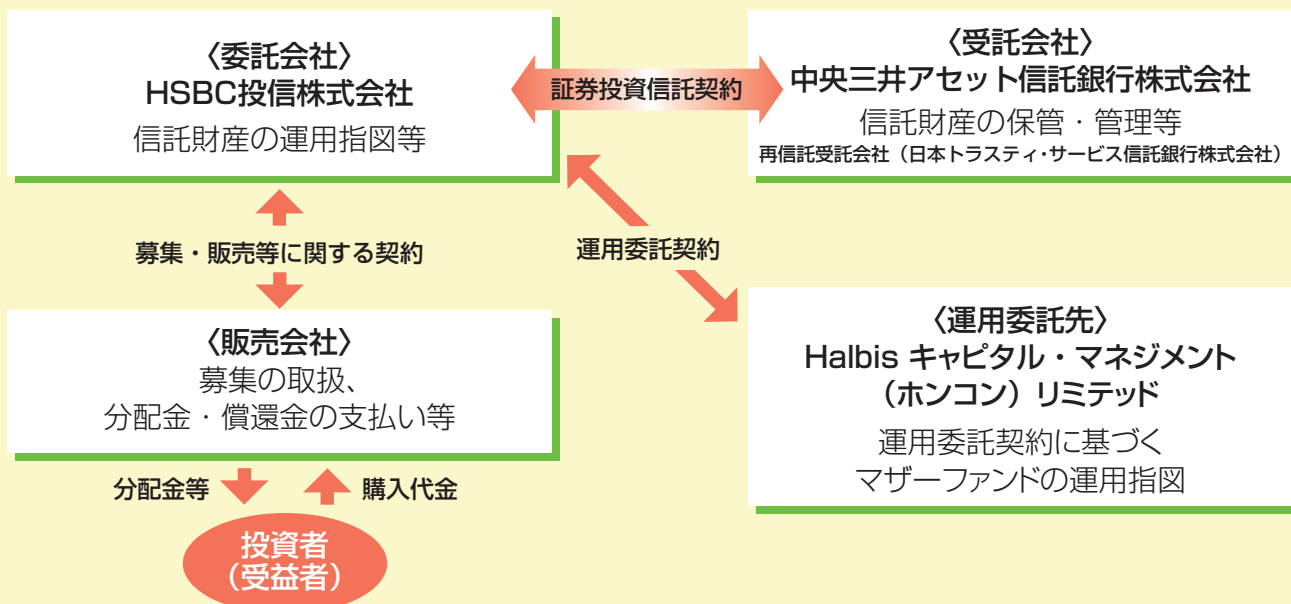 〈委託会社〉
HSBC投信株式会社
信託財産の運用指図等
証券投資信託契約
〈受託会社〉
中央三井アセット信託銀行株式会社
信託財産の保管・管理等
再信託受託会社（日本トラスティ・サービス信託銀行株式会社）
募集・販売等に関する契約
運用委託契約
〈販売会社〉
募集の取扱、
分配金・償還金の支払い等
〈運用委託先〉
Halbis キャピタル・マネジメント
（ホンコン）リミテッド
運用委託契約に基づく
マザーファンドの運用指図
分配金等
購入代金
投資者
（受益者）